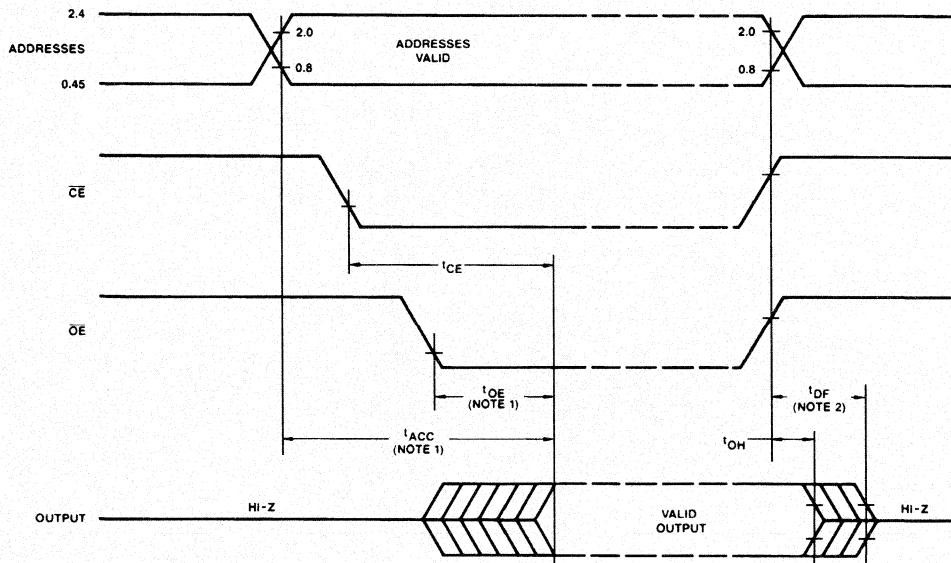 2.4
ADDRESSES
0.45
2.0
0.8
ADDRESSES
VALID
2.0
0.8
CE
tCE
OE
tOE
(NOTE 1)
tACC
(NOTE 1)
tDF
(NOTE 2)
tOH
OUTPUT
HI-Z
VALID
OUTPUT
HI-Z